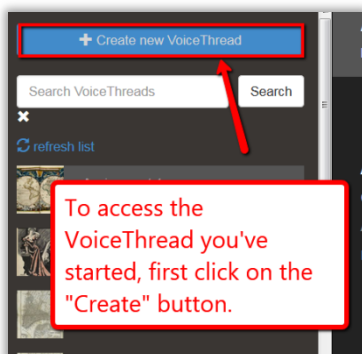 + Create new VoiceThread
Search VoiceThreads
Search
refresh list
To access the
VoiceThread you've
started, first click on the
"Create" button.